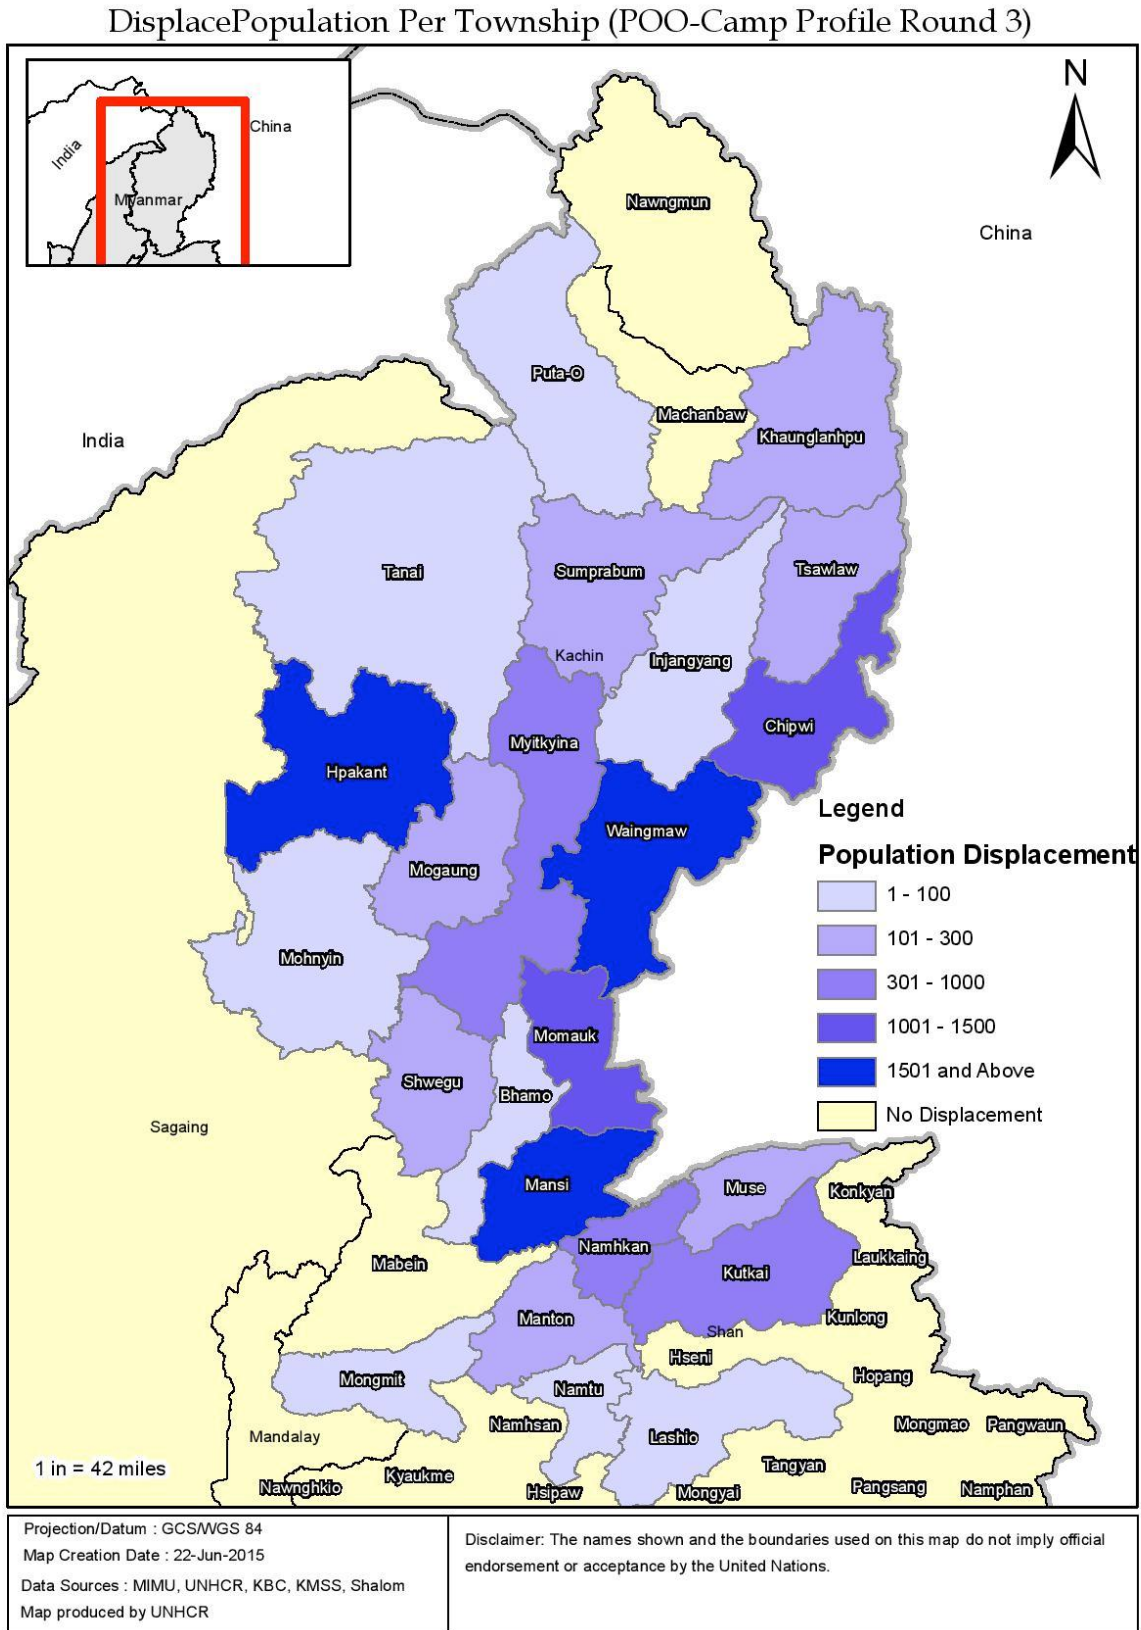 DisplacePopulation Per Township (POO-Camp Profile Round 3)
China
India
Myanmar
N
Nawngmun
China
Puta-O
Machanbaw
Khaunglanhpu
India
Tanai
Sumprabum
Tsawlaw
Kachin
Injangyang
Chipwi
Myitkyina
Hpakant
Waingmaw
Mogaung
Mohnyin
Momauk
Shwegu
Bhamo
Sagaing
Mansi
Muse
Konkyan
Namhkan
Laukkaing
Mabein
Kutkai
Manton
Kunlong
Shan
Hseni
Mongmit
Namtu
Hopang
Namhsan
Mongmao
Pangwaun
Mandalay
Lashio
Tangyan
Kyaukme
Nawnghkio
Hsipaw
Mongyai
Pangsang
Namphan
Legend
Population Displacement
1 - 100
101 - 300
301 - 1000
1001 - 1500
1501 and Above
No Displacement
1 in = 42 miles
Projection/Datum : GCS/WGS 84
Map Creation Date : 22-Jun-2015
Data Sources : MIMU, UNHCR, KBC, KMSS, Shalom
Map produced by UNHCR
Disclaimer: The names shown and the boundaries used on this map do not imply official
endorsement or acceptance by the United Nations.